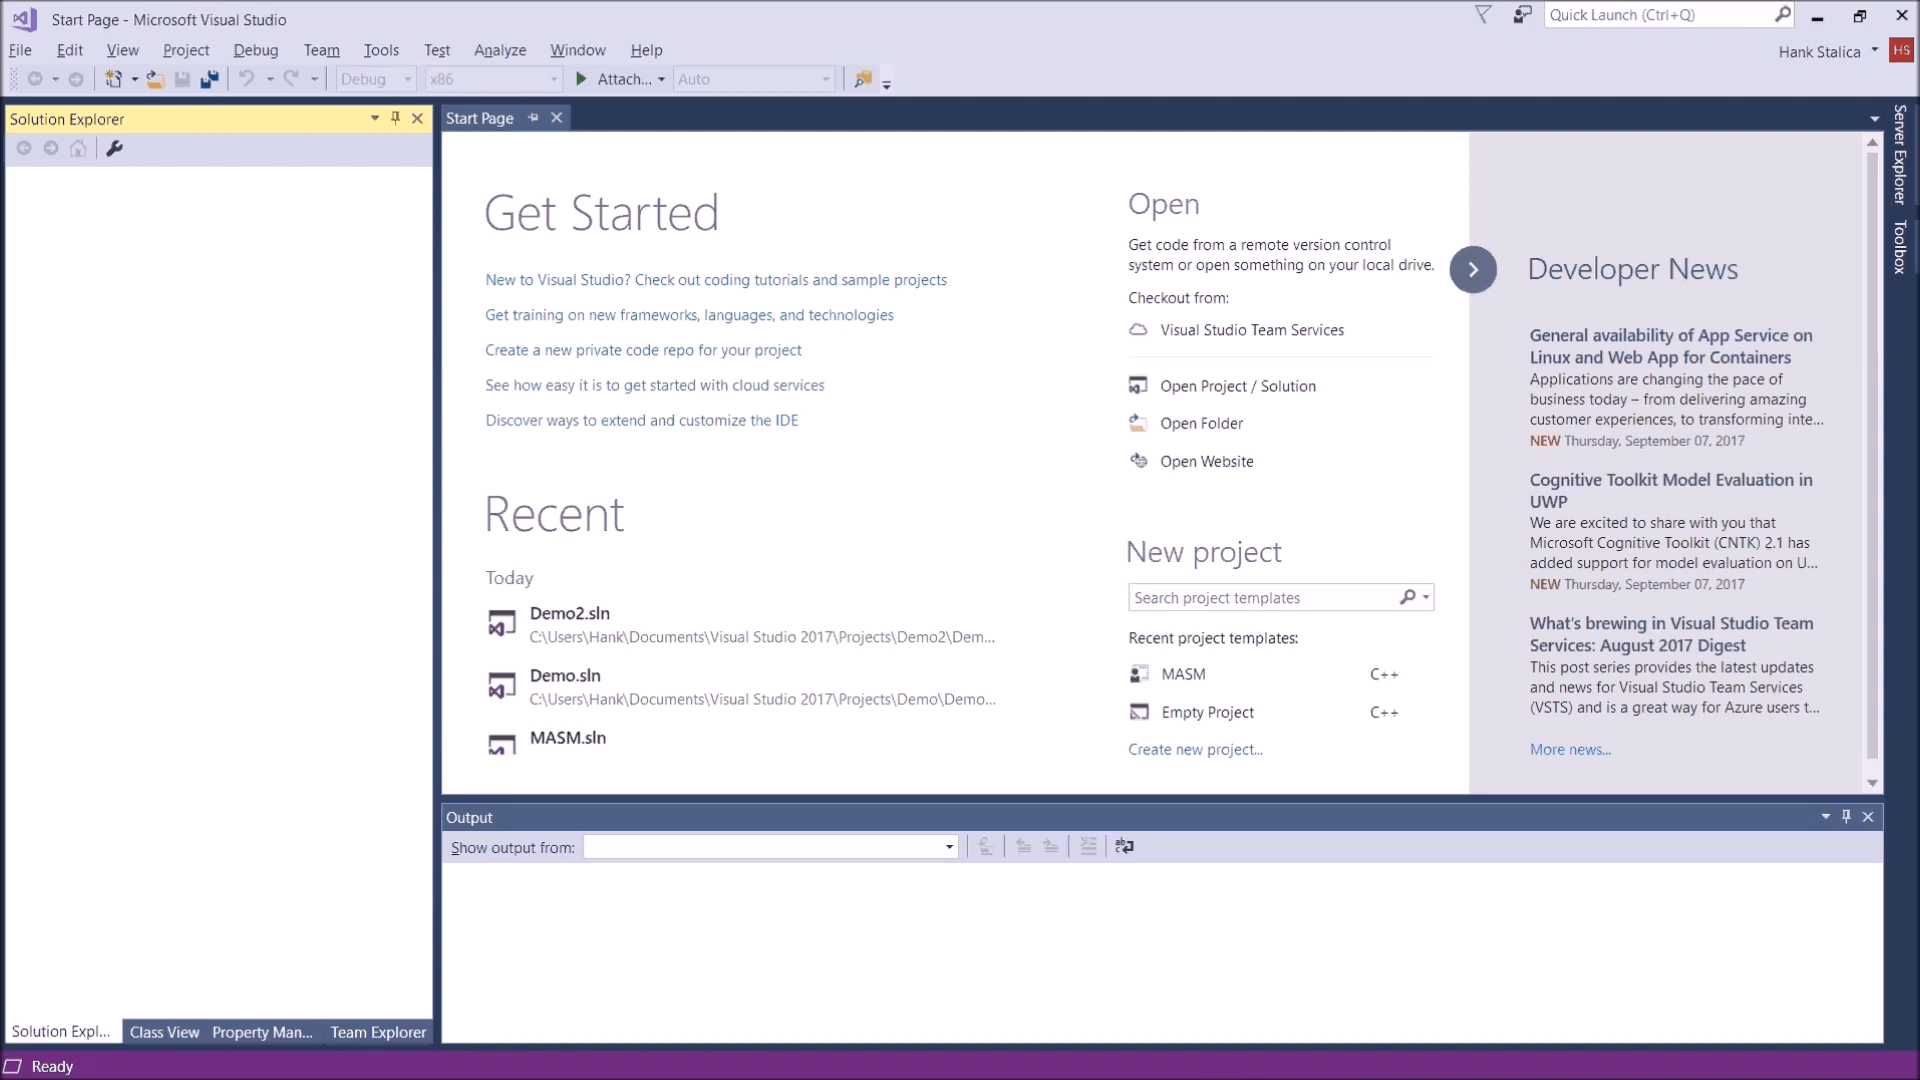 Start Page - Microsoft Visual Studio
Quick Launch (Ctrl+Q)
File Edit View Project Debug Team Tools Test Analyze Window Help
Hank Stalica HS
Debug x86 Attach... Auto
Solution Explorer
Start Page
Server Explorer
Toolbox
Get Started
New to Visual Studio? Check out coding tutorials and sample projects
Get training on new frameworks, languages, and technologies
Create a new private code repo for your project
See how easy it is to get started with cloud services
Discover ways to extend and customize the IDE
Recent
Today
Demo2.sln
C:\Users\Hank\Documents\Visual Studio 2017\Projects\Demo2\Dem...
Demo.sln
C:\Users\Hank\Documents\Visual Studio 2017\Projects\Demo\Demo...
MASM.sln
Open
Get code from a remote version control
system or open something on your local drive.
Checkout from:
Visual Studio Team Services
Open Project / Solution
Open Folder
Open Website
New project
Search project templates
Recent project templates:
MASM C++
Empty Project C++
Create new project...
Developer News
General availability of App Service on
Linux and Web App for Containers
Applications are changing the pace of
business today – from delivering amazing
customer experiences, to transforming inte...
NEW Thursday, September 07, 2017
Cognitive Toolkit Model Evaluation in
UWP
We are excited to share with you that
Microsoft Cognitive Toolkit (CNTK) 2.1 has
added support for model evaluation on U...
NEW Thursday, September 07, 2017
What's brewing in Visual Studio Team
Services: August 2017 Digest
This post series provides the latest updates
and news for Visual Studio Team Services
(VSTS) and is a great way for Azure users t...
More news...
Output
Show output from:
Solution Expl... Class View Property Man... Team Explorer
Ready